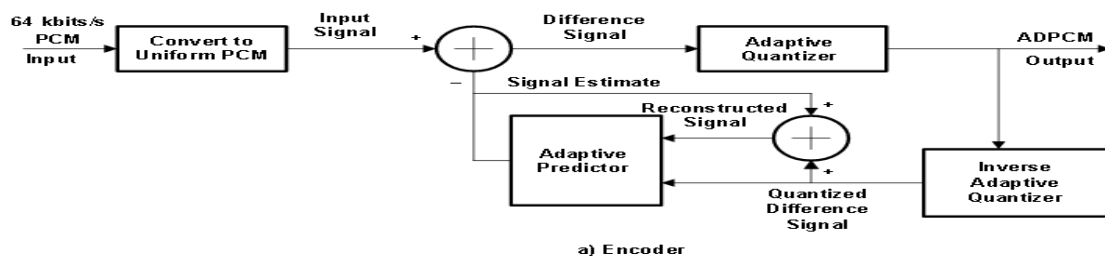 64 kbits/s
PCM
Input
Convert to
Uniform PCM
Input
Signal
+
Difference
Signal
Adaptive
Quantizer
ADPCM
Output
–
Signal Estimate
+
Reconstructed
Signal
Adaptive
Predictor
+
Quantized
Difference
Signal
Inverse
Adaptive
Quantizer
a) Encoder